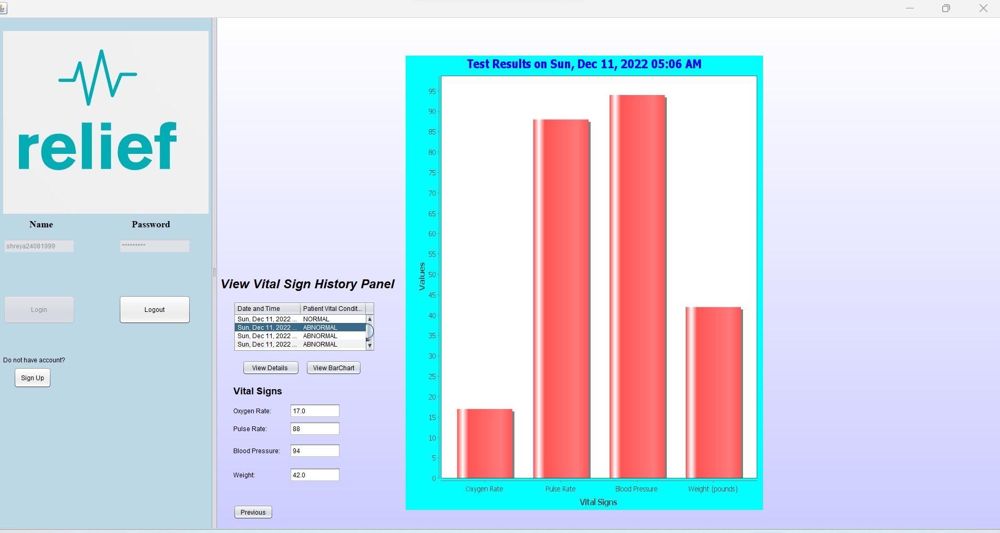 relief
Name Password
shreya24081999 *********
Login Logout
Do not have account?
Sign Up
View Vital Sign History Panel
Date and Time Patient Vital Condit...
Sun, Dec 11, 2022 ... NORMAL
Sun, Dec 11, 2022 ... ABNORMAL
Sun, Dec 11, 2022 ... ABNORMAL
Sun, Dec 11, 2022 ... ABNORMAL
View Details View BarChart
Vital Signs
Oxygen Rate: 17.0
Pulse Rate: 88
Blood Pressure: 94
Weight: 42.0
Previous
Test Results on Sun, Dec 11, 2022 05:06 AM
Values
95
90
85
80
75
70
65
60
55
50
45
40
35
30
25
20
15
10
5
0
Oxygen Rate Pulse Rate Blood Pressure Weight (pounds)
Vital Signs